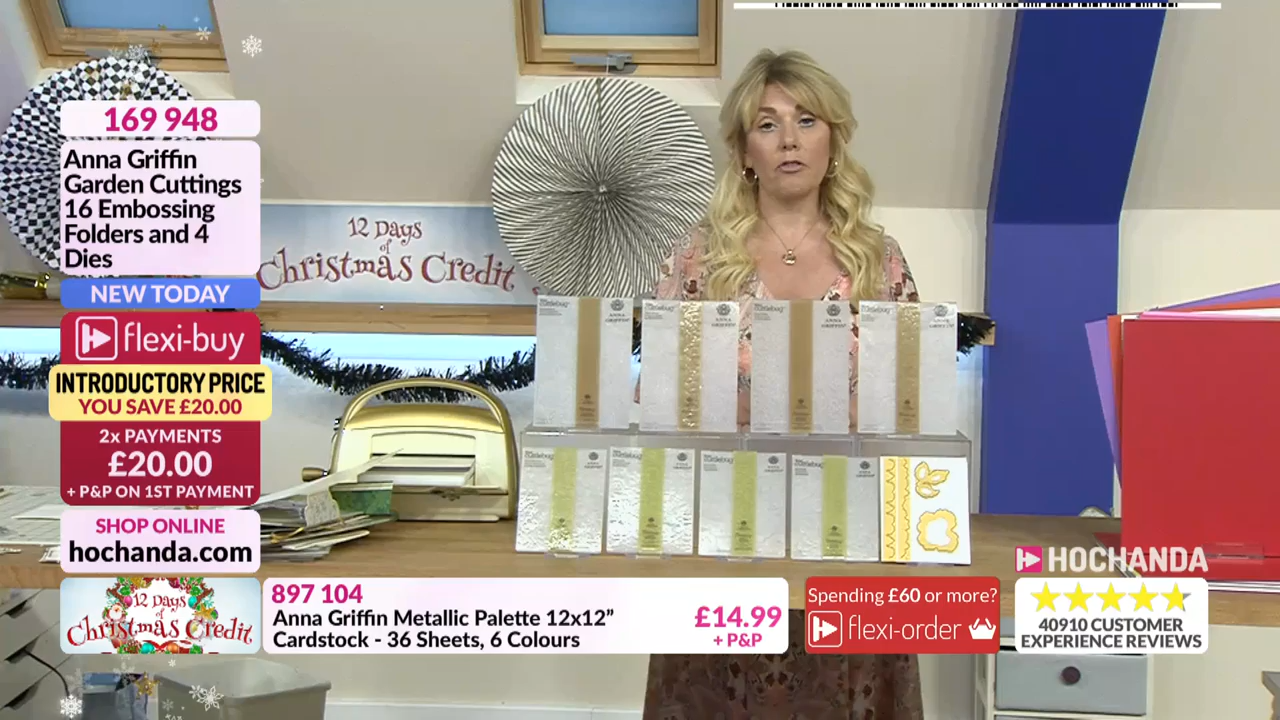 169 948
Anna Griffin
Garden Cuttings
16 Embossing
Folders and 4
Dies
NEW TODAY
flexi-buy
INTRODUCTORY PRICE
YOU SAVE £20.00
2x PAYMENTS
£20.00
+ P&P ON 1ST PAYMENT
SHOP ONLINE
hochanda.com
12 Days
of
Christmas Credit
12 Days
of
Christmas Credit
897 104
Anna Griffin Metallic Palette 12x12”
Cardstock - 36 Sheets, 6 Colours
£14.99
+ P&P
Spending £60 or more?
flexi-order
HOCHANDA
40910 CUSTOMER
EXPERIENCE REVIEWS